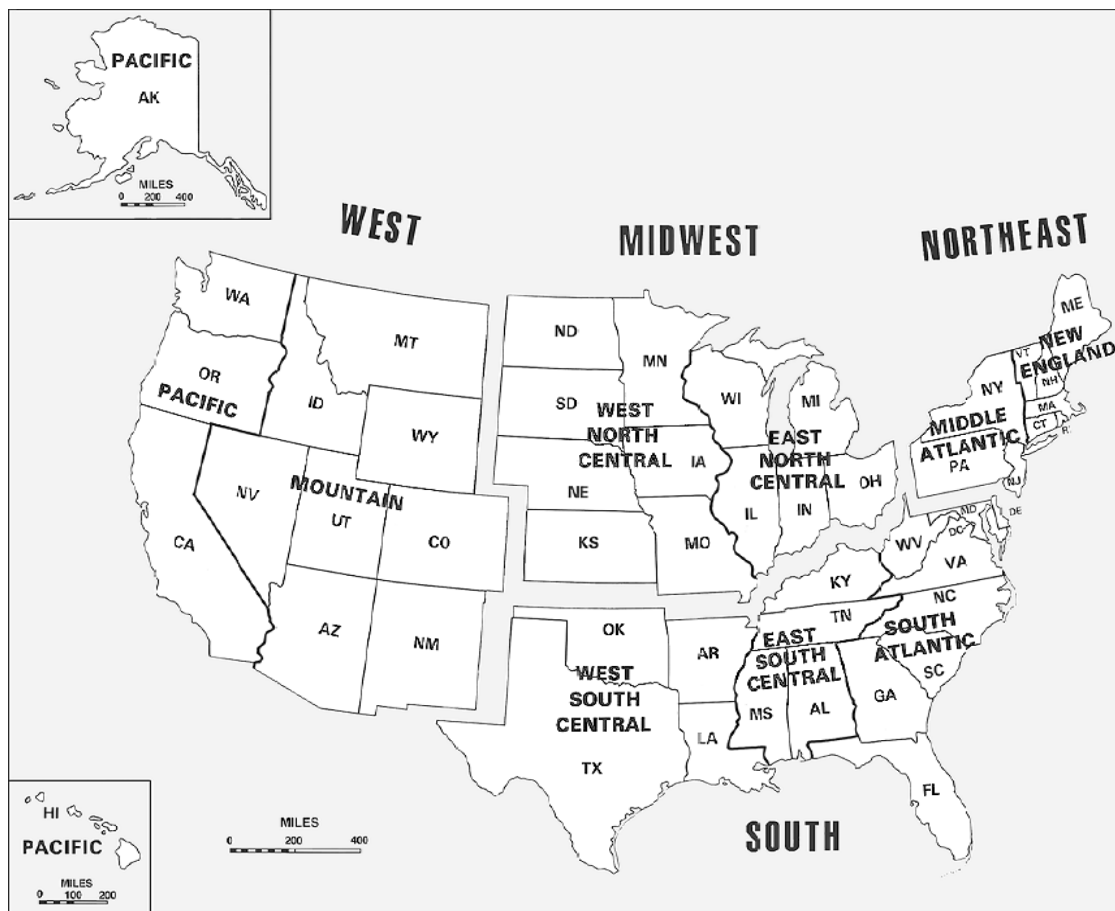 PACIFIC
AK
MILES
0 200 400
WEST
MIDWEST
NORTHEAST
WA
MT
ND
MN
ME
OR
ID
SD
WI
MI
NY
VT
NEW
ENGLAND
NH
PACIFIC
WY
WEST
NORTH
CENTRAL
IA
EAST
NORTH
CENTRAL
MIDDLE
ATLANTIC
PA
MA
CT
R
NV
MOUNTAIN
UT
CO
NE
KS
MO
IL
IN
OH
NJ
MD
DE
DC
CA
WV
VA
KY
NC
AZ
NM
OK
AR
TN
EAST
SOUTH
CENTRAL
SOUTH
ATLANTIC
SC
WEST
SOUTH
CENTRAL
TX
LA
MS
AL
GA
FL
HI
PACIFIC
MILES
0 100 200
MILES
0 200 400
SOUTH